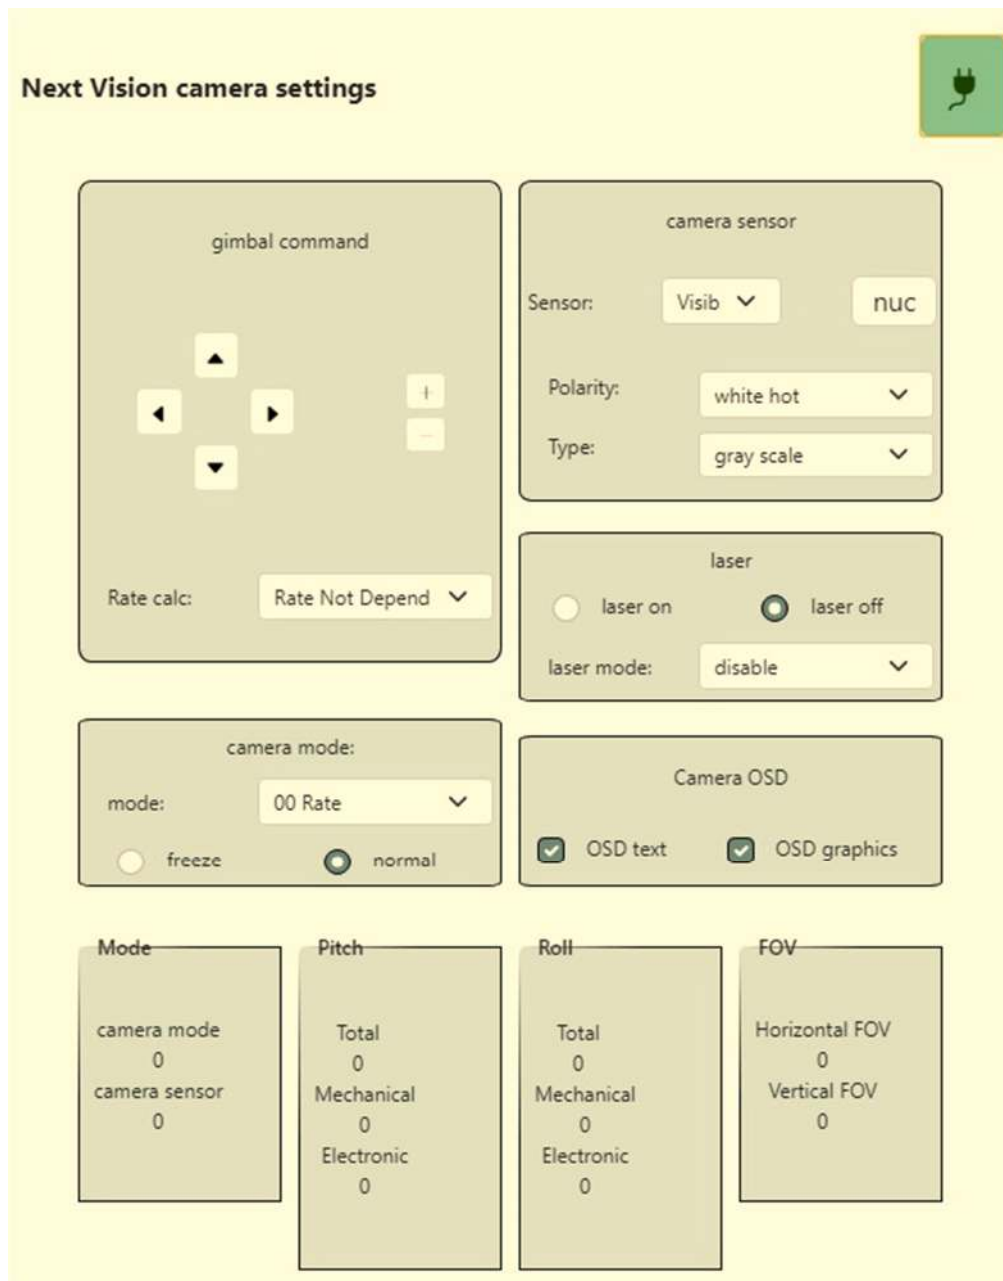 Next Vision camera settings
gimbal command
+
−
Rate calc:
Rate Not Depend
camera sensor
Sensor:
Visib
nuc
Polarity:
white hot
Type:
gray scale
laser
laser on
laser off
laser mode:
disable
camera mode:
mode:
00 Rate
freeze
normal
Camera OSD
OSD text
OSD graphics
Mode
camera mode
0
camera sensor
0
Pitch
Total
0
Mechanical
0
Electronic
0
Roll
Total
0
Mechanical
0
Electronic
0
FOV
Horizontal FOV
0
Vertical FOV
0